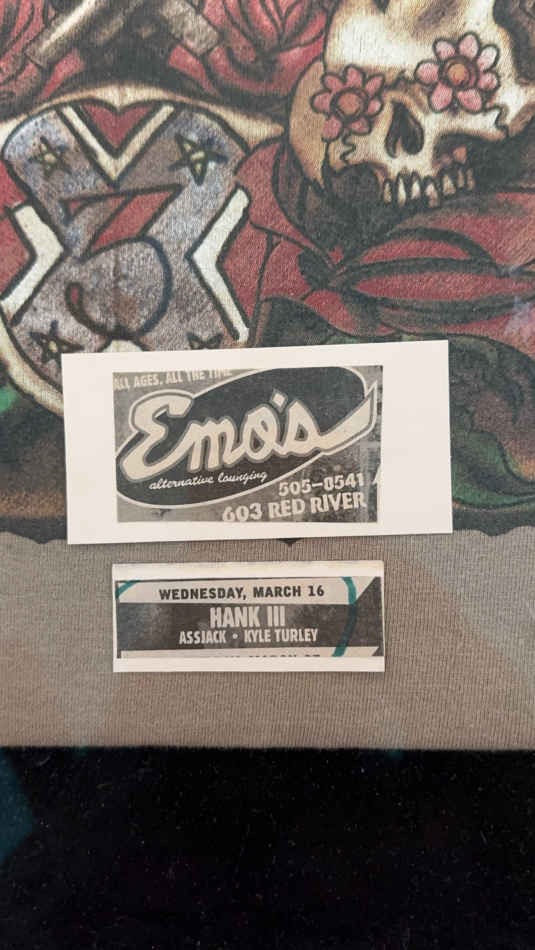 3
ALL AGES, ALL THE TIME
Emo's
alternative lounging
505-0541
603 RED RIVER
WEDNESDAY, MARCH 16
HANK III
ASSJACK • KYLE TURLEY